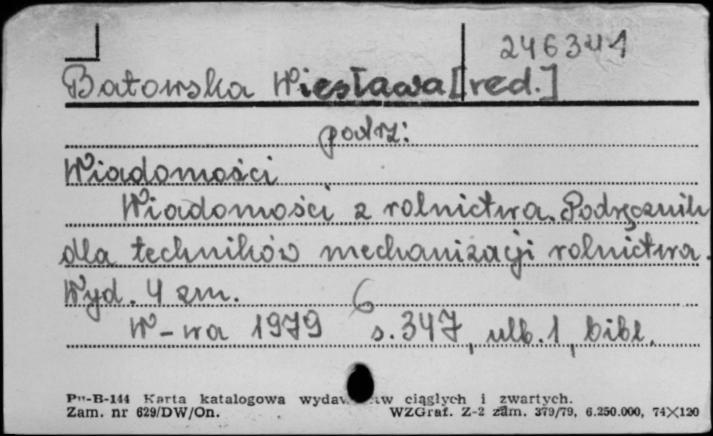 246341
Batowska Wiesława [red.]
podrz:
Wiadomości
Wiadomości z rolnictwa. Podręcznik
dla techników mechanizacji rolnictwa.
Wyd. 4 zm. 6
W-wa 1979 s. 347, ulb. 1, bibl.
Pu-B-144 Karta katalogowa ciągłych i zwartych.
Zam. nr 629/DW/On. WZGraf. Z-2 zam. 379/79, 6.250.000, 74×120